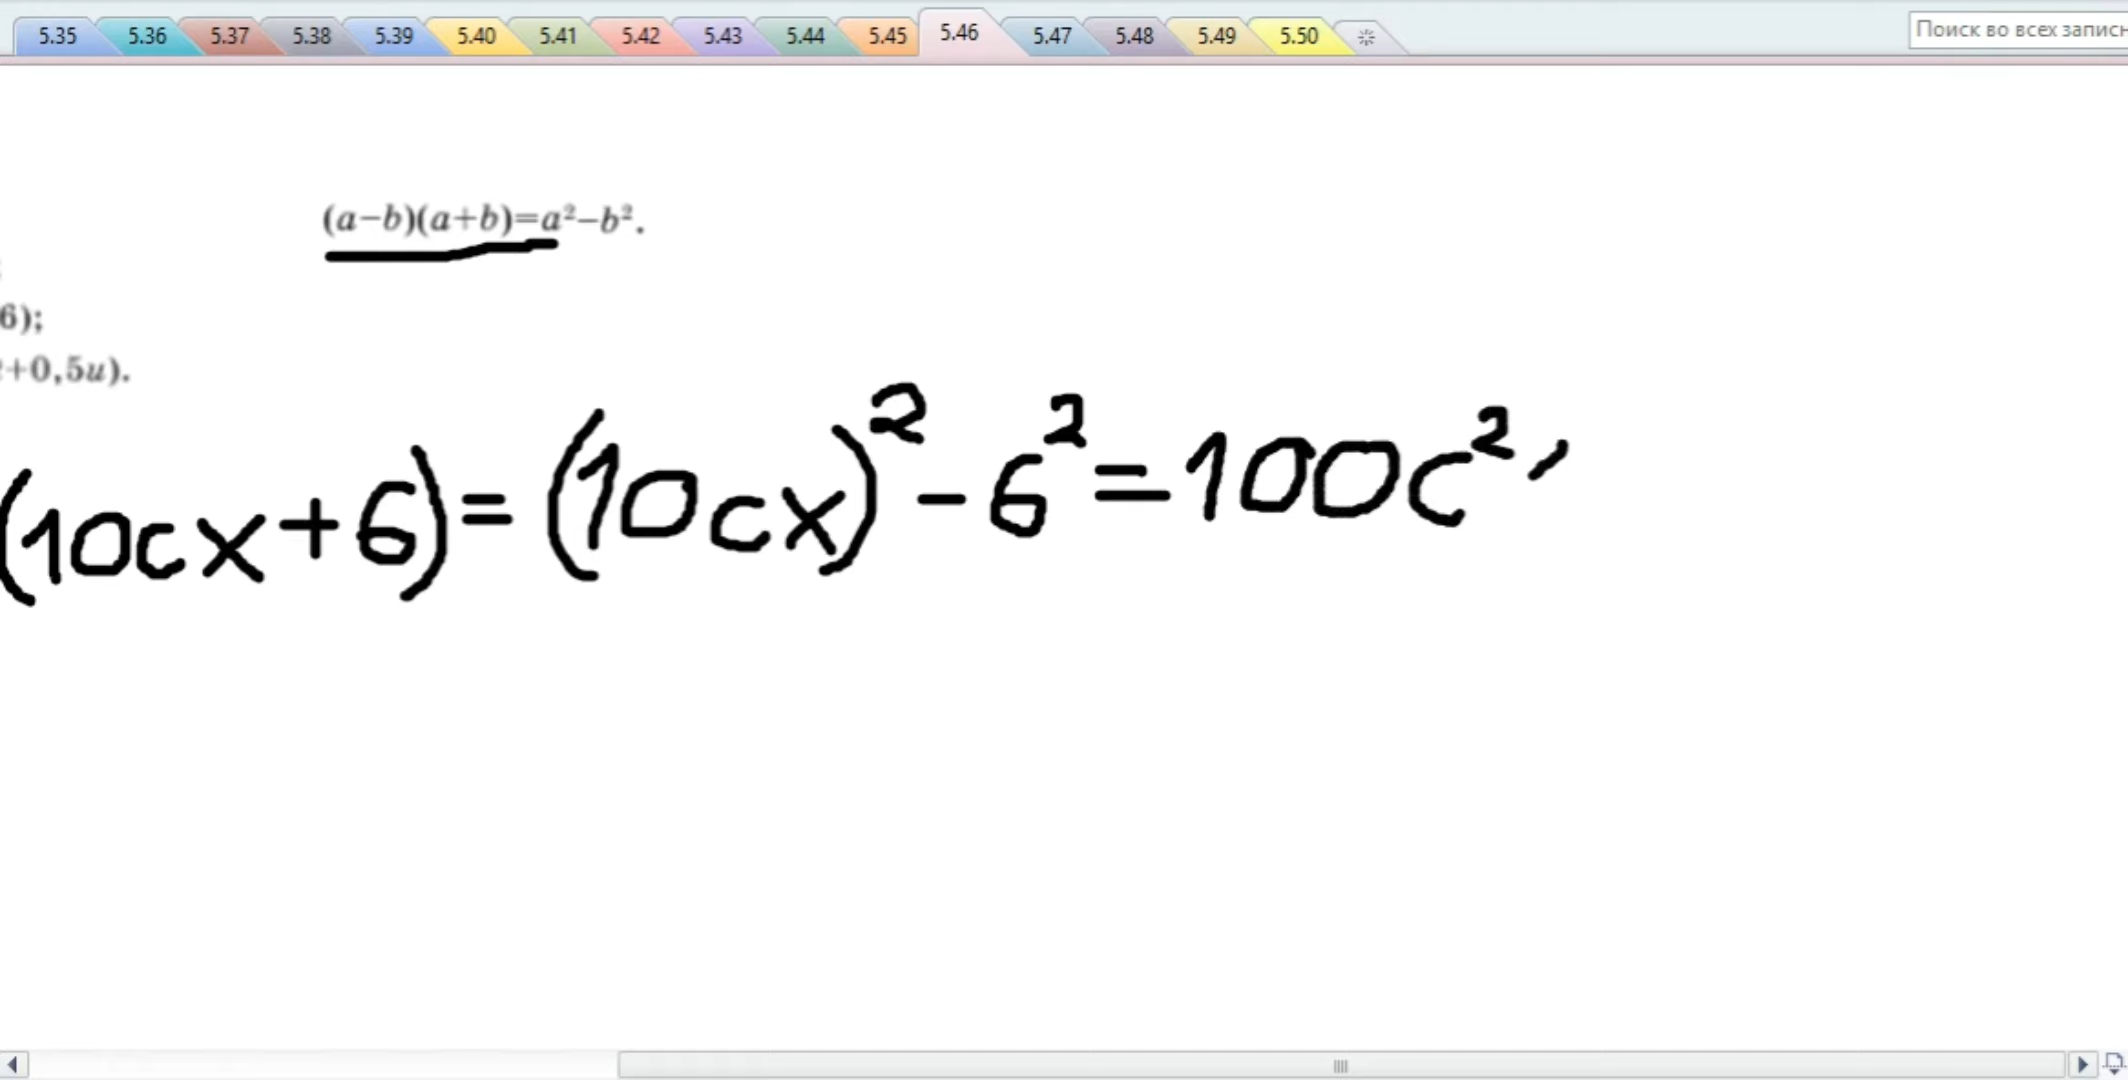 5.35 5.36 5.37 5.38 5.39 5.40 5.41 5.42 5.43 5.44 5.45 5.46 5.47 5.48 5.49 5.50
Поиск во всех
(a−b)(a+b)=a²−b².
6);
+0,5u).
(10cx+6)=(10cx)²-6²=100c²